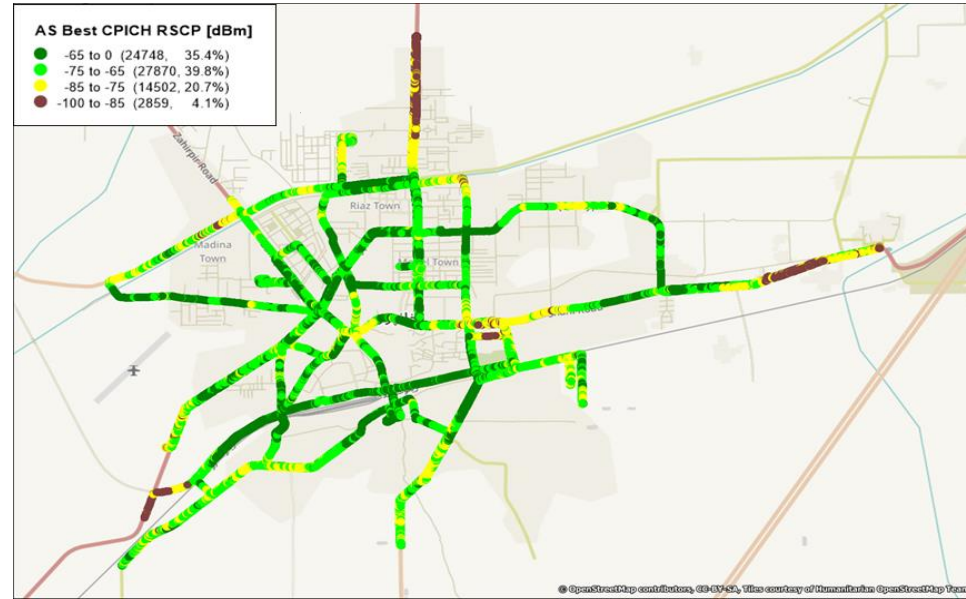 AS Best CPICH RSCP [dBm]
-65 to 0 (24748, 35.4%)
-75 to -65 (27870, 39.8%)
-85 to -75 (14502, 20.7%)
-100 to -85 (2859, 4.1%)
Zahirpir Road
Riaz Town
Madina
Town
Town
Road
© OpenStreetMap contributors, CC-BY-SA, Tiles courtesy of Humanitarian OpenStreetMap Team